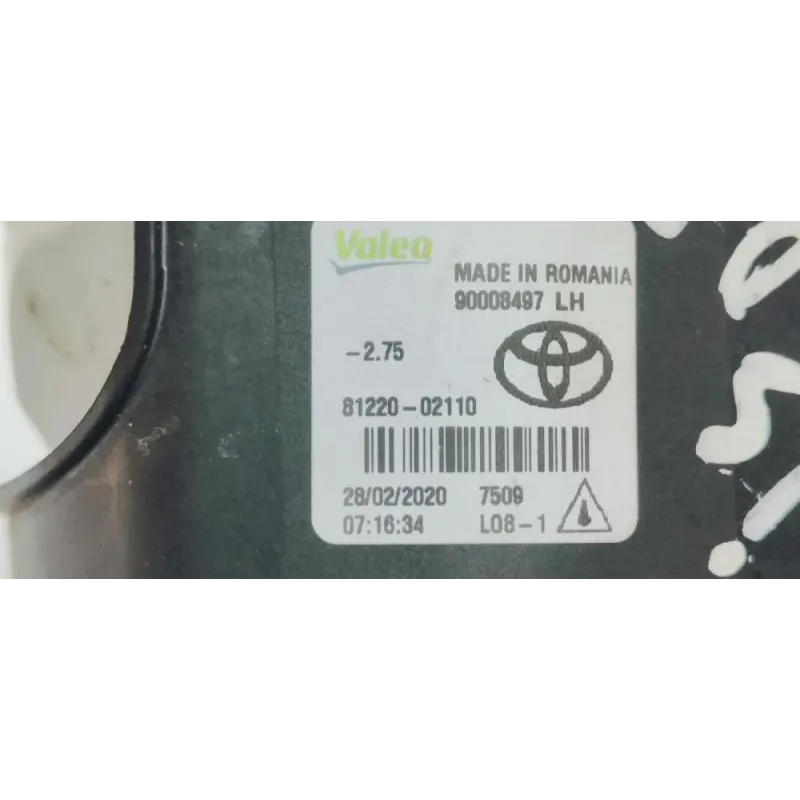 Valeo
MADE IN ROMANIA
90008497 LH
-2.75
81220-02110
28/02/2020 7509
07:16:34 L08-1